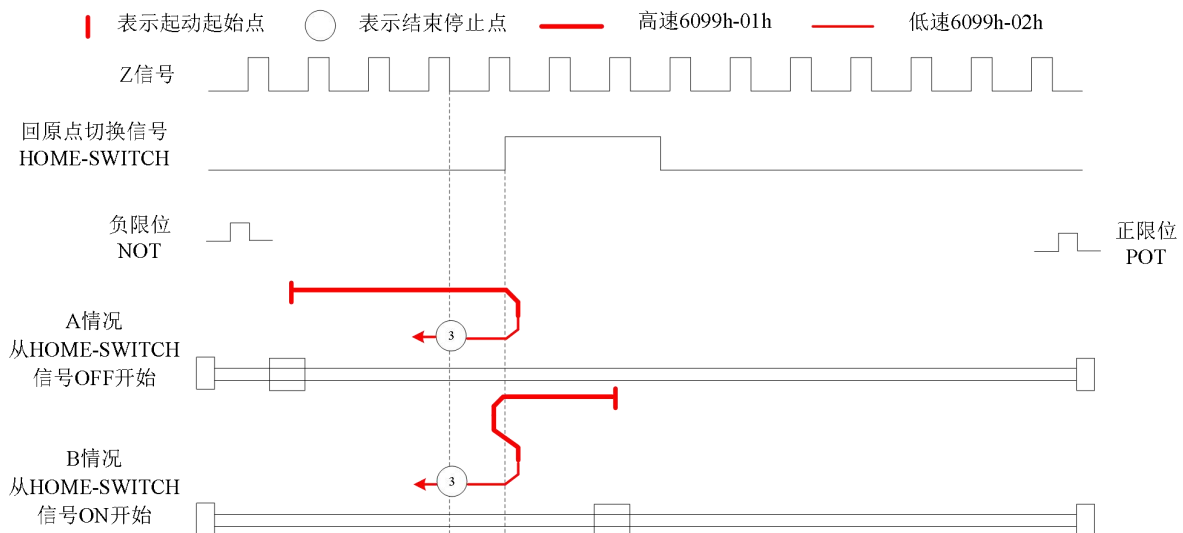 表示起动起始点 表示结束停止点 高速6099h-01h 低速6099h-02h
Z信号
回原点切换信号
HOME-SWITCH
负限位
NOT
正限位
POT
A情况
从HOME-SWITCH
信号OFF开始
3
B情况
从HOME-SWITCH
信号ON开始
3